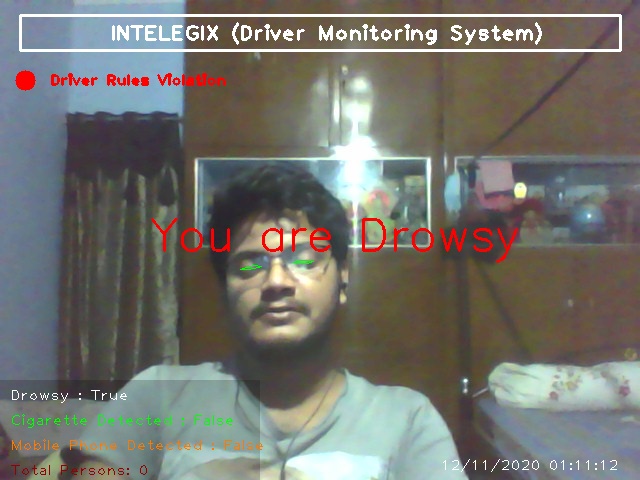 INTELEGIX (Driver Monitoring System)
Driver Rules Violation
You are Drowsy
Drowsy : True
Cigarette Detected : False
Mobile Phone Detected : False
Total Persons: 0
12/11/2020 01:11:12